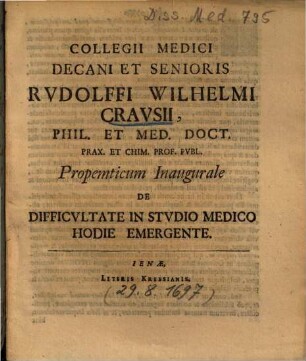 Diss. Med. 795
COLLEGII MEDICI
DECANI ET SENIORIS
RVDOLFFI WILHELMI
CRAVSII,
PHIL. ET MED. DOCT.
PRAX. ET CHIM. PROF. PVBL.
Propemticum Inaugurale
DE
DIFFICVLTATE IN STVDIO MEDICO
HODIE EMERGENTE.
IENÆ,
LITERIS KREBSIANIS.
(29. 8. 1697)